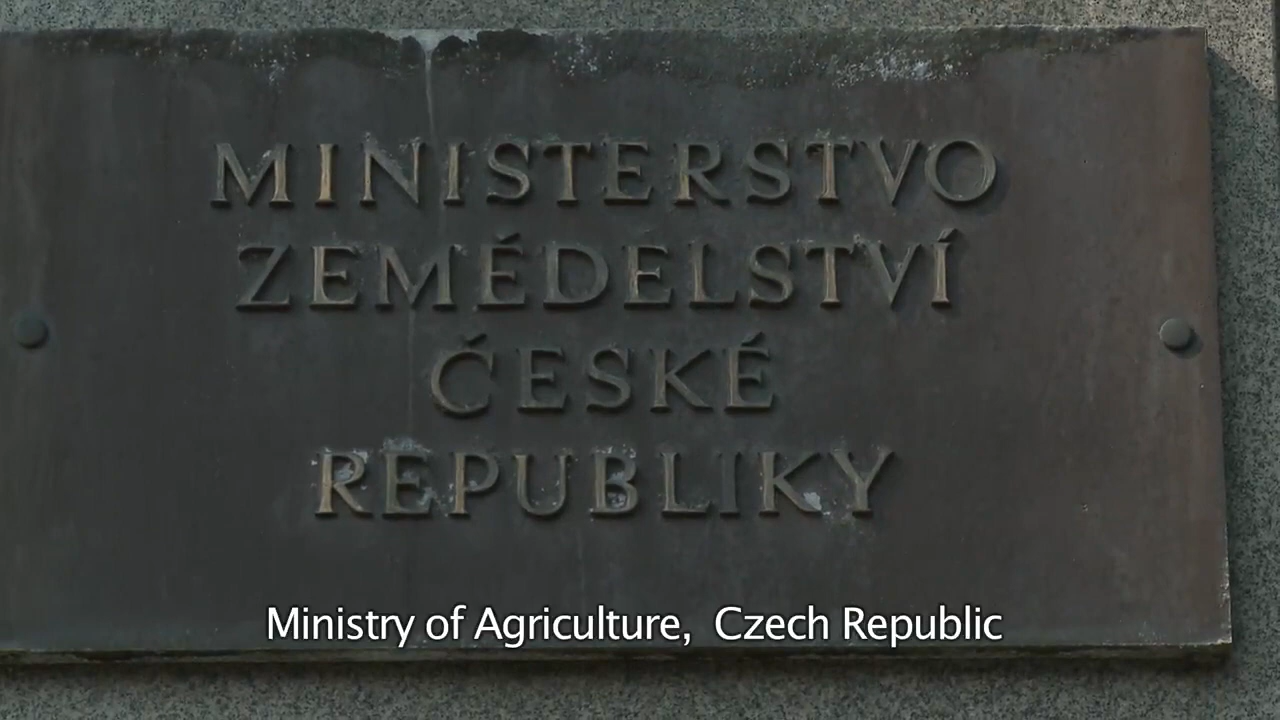 MINISTERSTVO
ZEMĚDĚLSTVÍ
ČESKÉ
REPUBLIKY
Ministry of Agriculture, Czech Republic